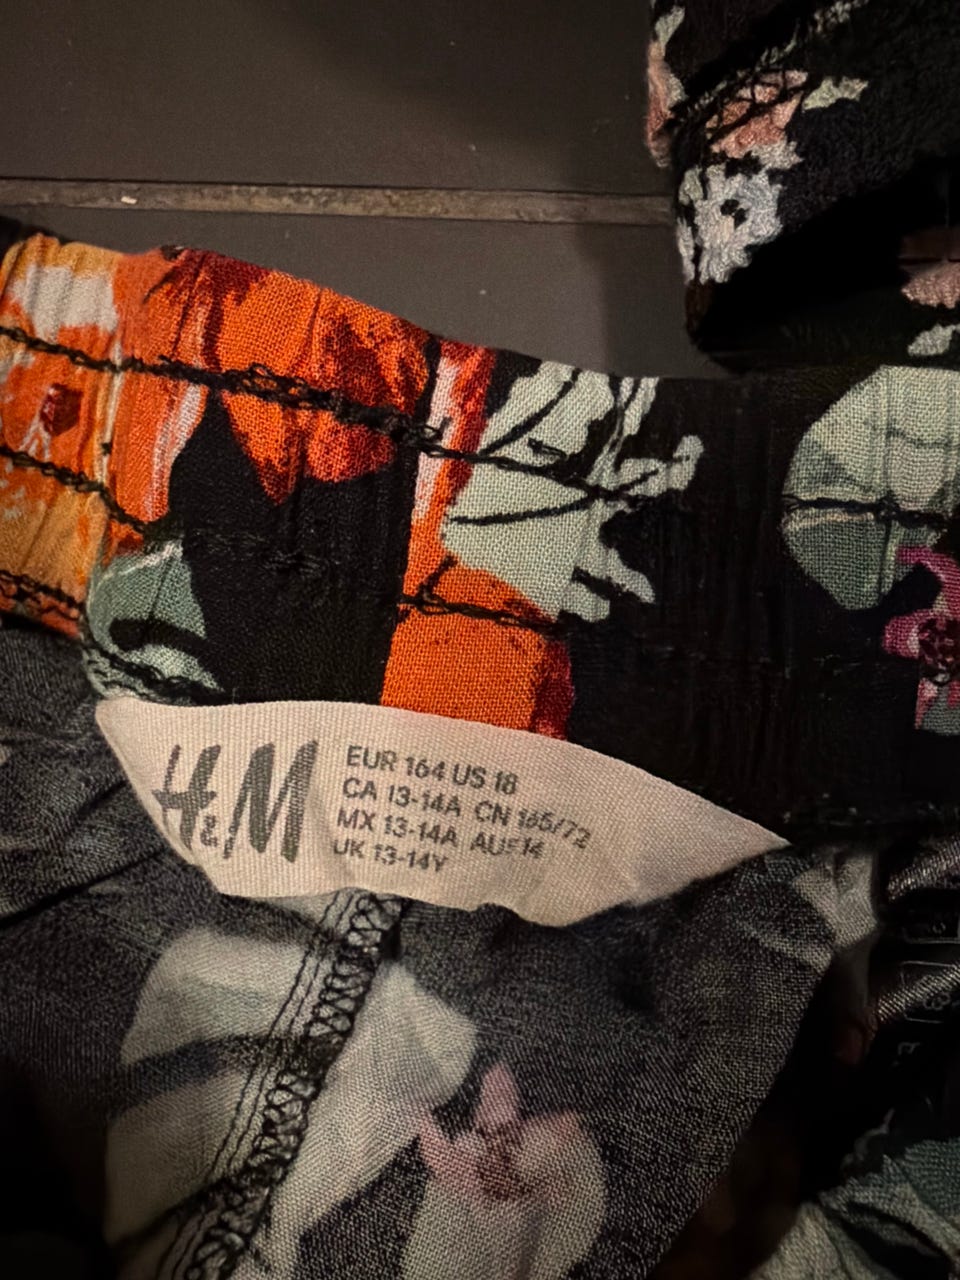 H&M
EUR 164 US 18
CA 13-14A CN 165/72
MX 13-14A AU 14
UK 13-14Y